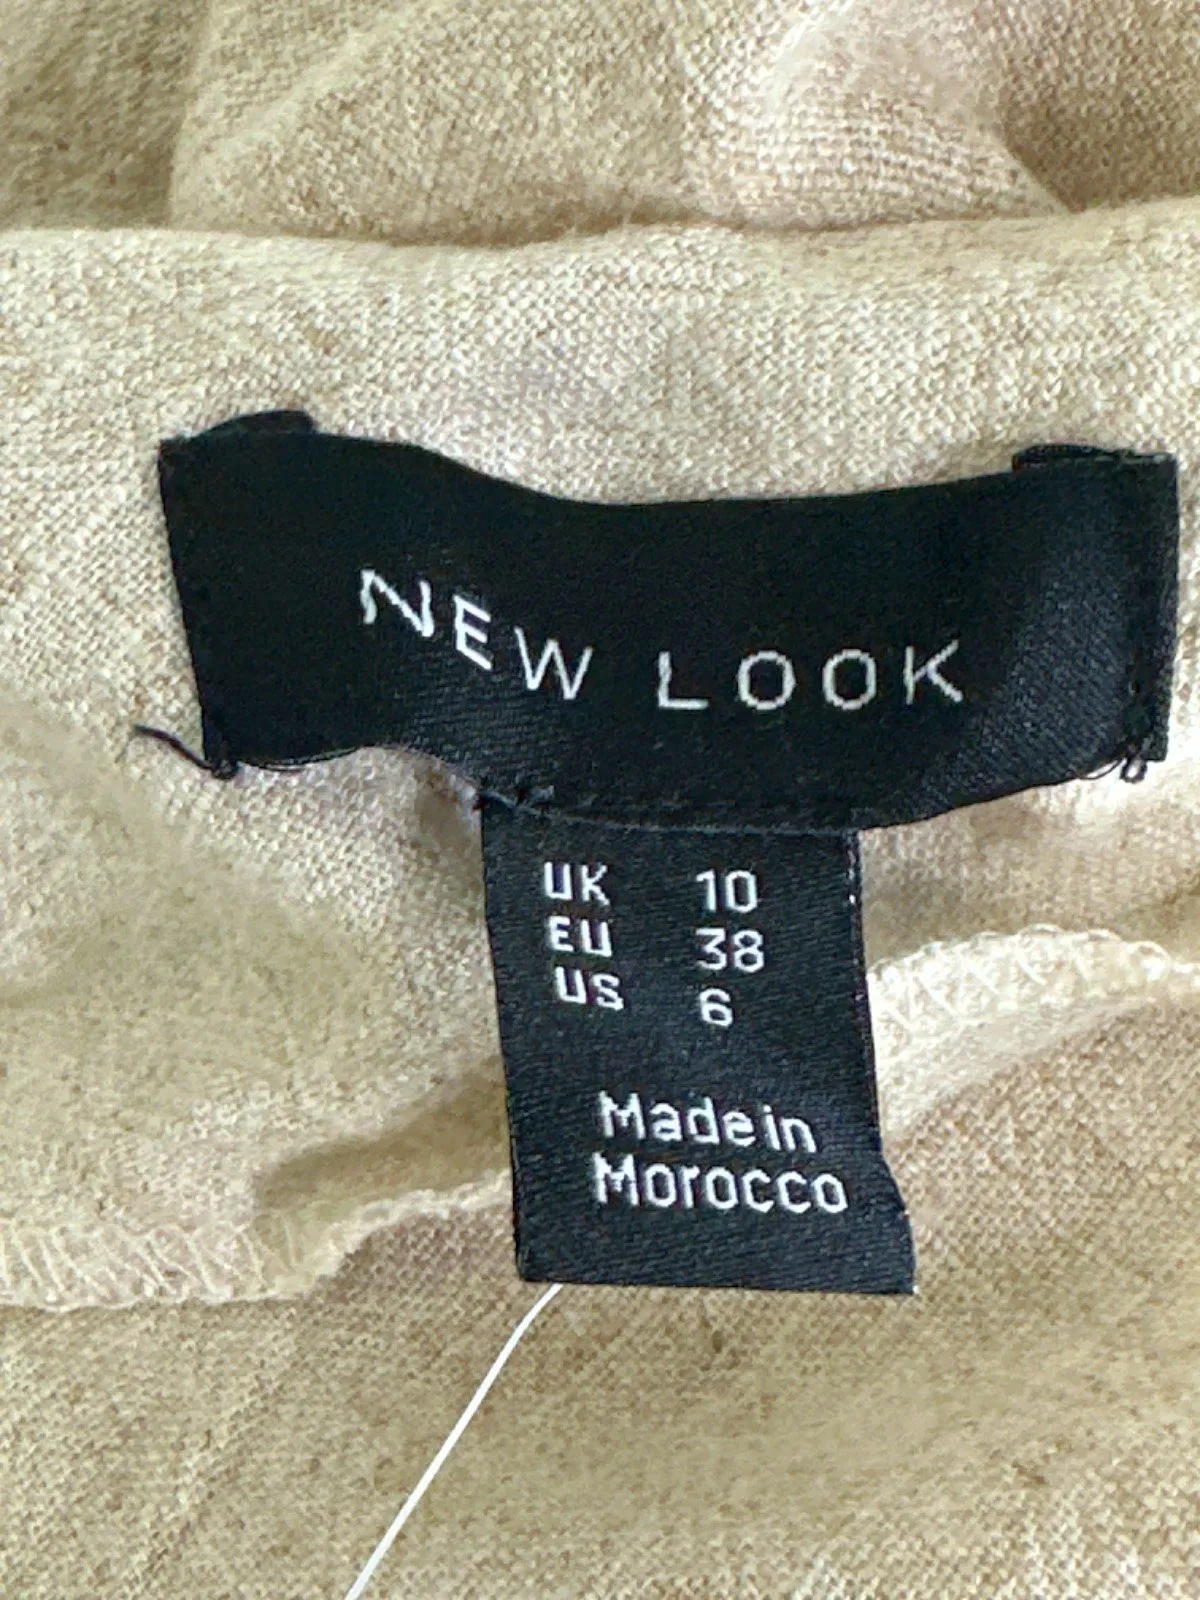 NEW LOOK
UK 10
EU 38
US 6
Made in
Morocco